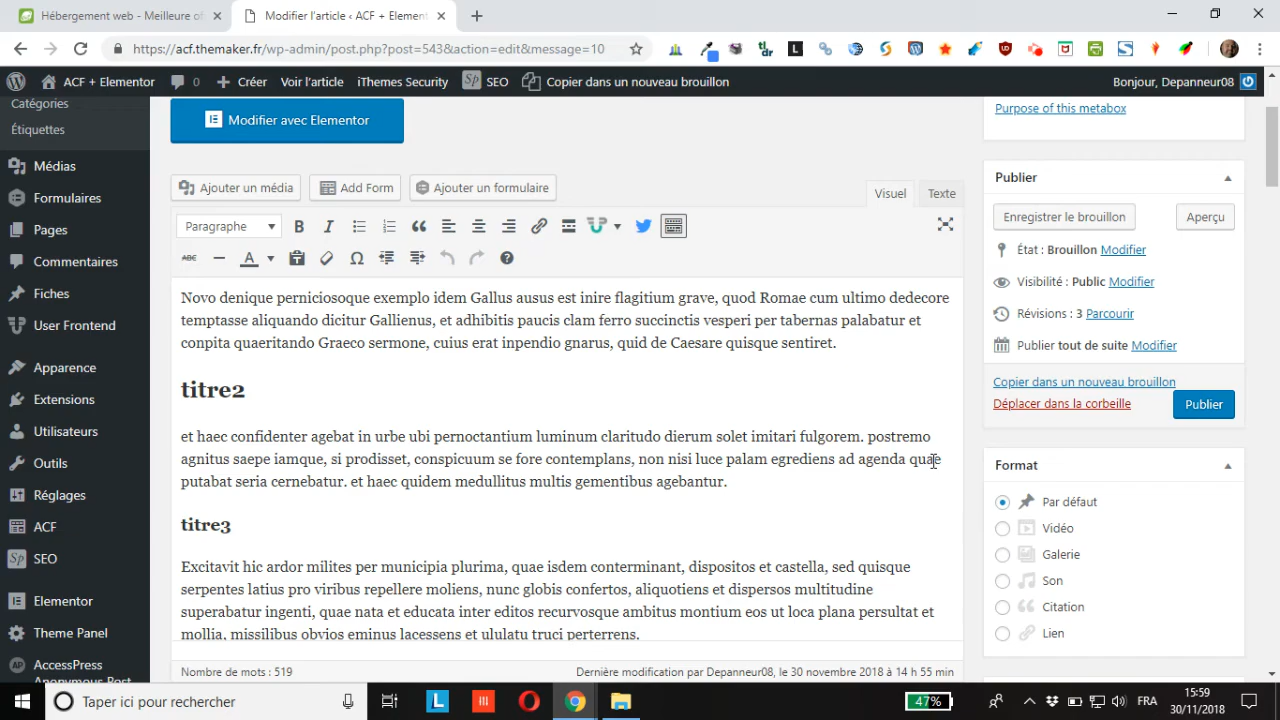 Hébergement web - Meilleure of
Modifier l'article ‹ ACF + Element
https://acf.themaker.fr/wp-admin/post.php?post=543&action=edit&message=10
ACF + Elementor
0
Créer
Voir l'article
iThemes Security
SEO
Copier dans un nouveau brouillon
Bonjour, Depanneur08
Catégories
Étiquettes
Médias
Formulaires
Pages
Commentaires
Fiches
User Frontend
Apparence
Extensions
Utilisateurs
Outils
Réglages
ACF
SEO
Elementor
Theme Panel
AccessPress
Anonymous Post
Modifier avec Elementor
Ajouter un média
Add Form
Ajouter un formulaire
Visuel
Texte
Paragraphe
Novo denique perniciosoque exemplo idem Gallus ausus est inire flagitium grave, quod Romae cum ultimo dedecore
temptasse aliquando dicitur Gallienus, et adhibitis paucis clam ferro succinctis vesperi per tabernas palabatur et
conpita quaeritando Graeco sermone, cuius erat inpendio gnarus, quid de Caesare quisque sentiret.
titre2
et haec confidenter agebat in urbe ubi pernoctantium luminum claritudo dierum solet imitari fulgorem. postremo
agnitus saepe iamque, si prodisset, conspicuum se fore contemplans, non nisi luce palam egrediens ad agenda quae
putabat seria cernebatur. et haec quidem medullitus multis gementibus agebantur.
titre3
Excitavit hic ardor milites per municipia plurima, quae isdem conterminant, dispositos et castella, sed quisque
serpentes latius pro viribus repellere moliens, nunc globis confertos, aliquotiens et dispersos multitudine
superabatur ingenti, quae nata et educata inter editos recurvosque ambitus montium eos ut loca plana persultat et
mollia, missilibus obvios eminus lacessens et ululatu truci perterrens.
Nombre de mots : 519
Dernière modification par Depanneur08, le 30 novembre 2018 à 14 h 55 min
Purpose of this metabox
Publier
Enregistrer le brouillon
Aperçu
État : Brouillon Modifier
Visibilité : Public Modifier
Révisions : 3 Parcourir
Publier tout de suite Modifier
Copier dans un nouveau brouillon
Déplacer dans la corbeille
Publier
Format
Par défaut
Vidéo
Galerie
Son
Citation
Lien
Taper ici pour rechercher
47%
FRA
15:59
30/11/2018